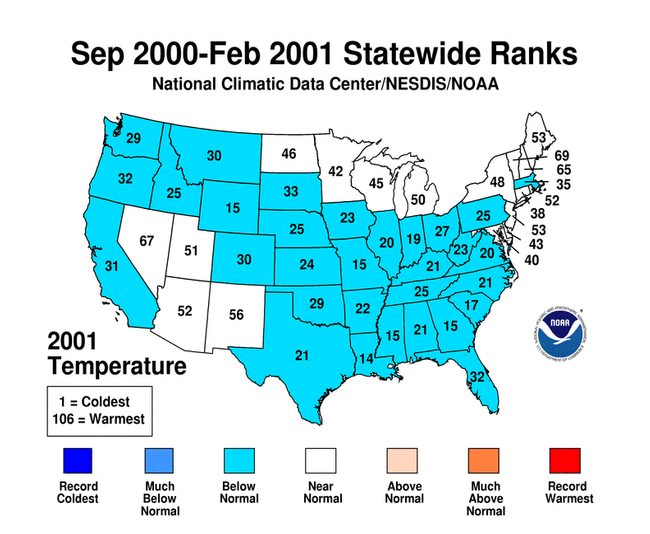 Sep 2000-Feb 2001 Statewide Ranks
National Climatic Data Center/NESDIS/NOAA
29
30
46
42
45
50
48
53
69
65
35
52
38
53
43
40
32
25
15
33
25
23
20
19
27
25
23
20
31
67
51
30
24
15
21
21
25
17
52
56
29
22
15
21
15
21
14
32
2001
Temperature
1 = Coldest
106 = Warmest
NOAA
Record
Coldest
Much
Below
Normal
Below
Normal
Near
Normal
Above
Normal
Much
Above
Normal
Record
Warmest